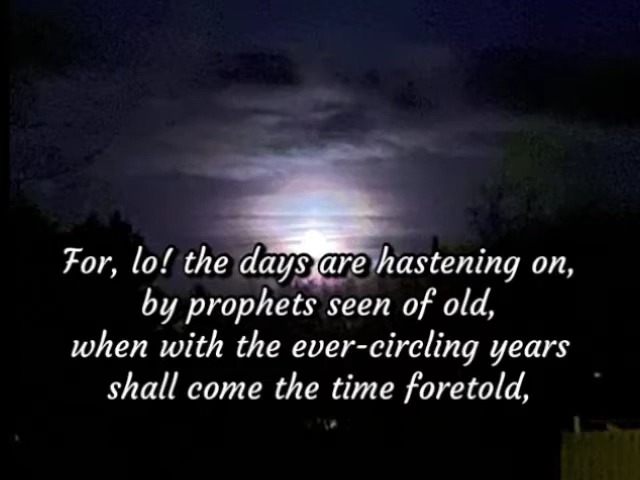 For, lo! the days are hastening on,
by prophets seen of old,
when with the ever-circling years
shall come the time foretold,